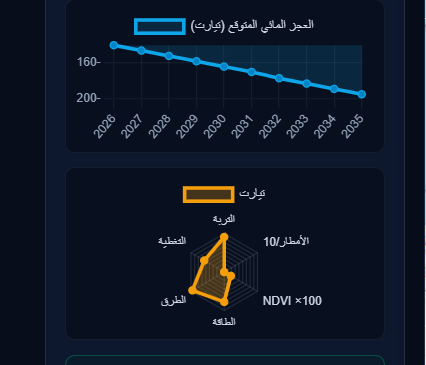 العجز المائي المتوقع (تيارت)
160-
200-
2026 2027 2028 2029 2030 2031 2032 2033 2034 2035
تيارت
التربة
التغطية الأمطار/10
الطرق NDVI ×100
الطاقة